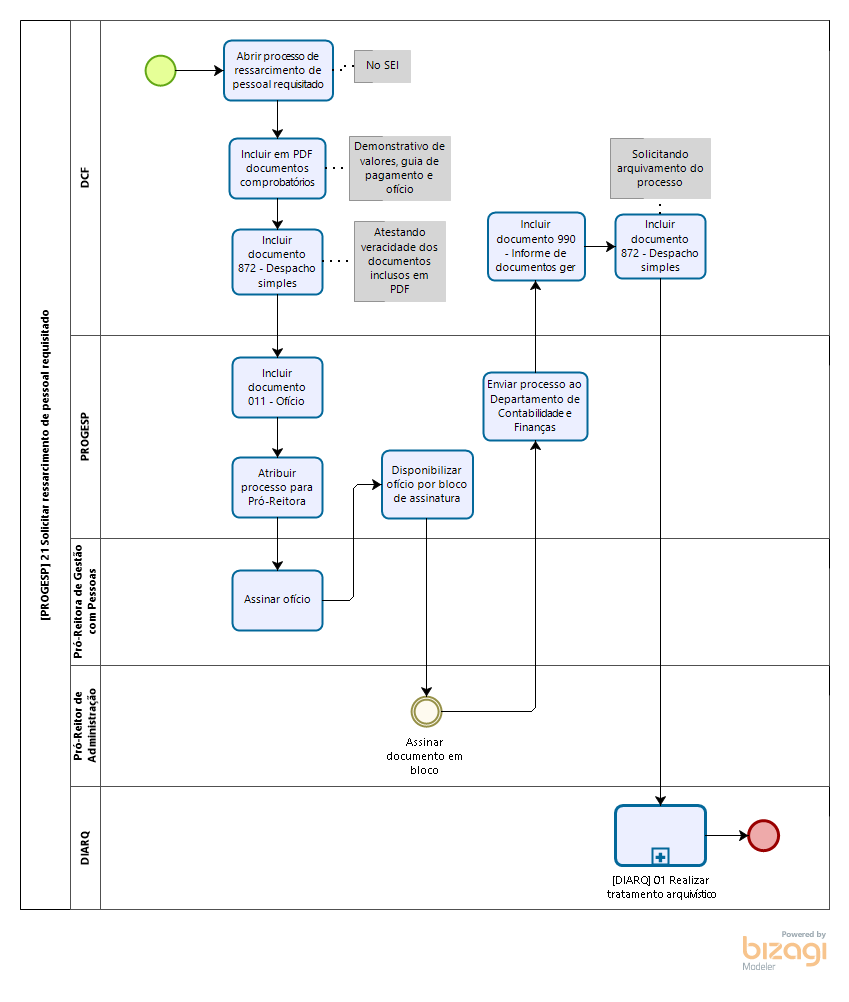 [PROGESP] 21 Solicitar ressarcimento de pessoal requisitado
DCF
Abrir processo de
ressarcimento de
pessoal requisitado
No SEI
Incluir em PDF
documentos
comprobatórios
Demonstrativo de
valores, guia de
pagamento e
ofício
Incluir
documento
872 - Despacho
simples
Atestando
veracidade dos
documentos
inclusos em
PDF
Incluir
documento 990
- Informe de
documentos ger
Solicitando
arquivamento do
processo
Incluir
documento
872 - Despacho
simples
PROGESP
Incluir
documento
011 - Ofício
Atribuir
processo para
Pró-Reitora
Disponibilizar
ofício por bloco
de assinatura
Enviar processo ao
Departamento de
Contabilidade e
Finanças
Pró-Reitora de Gestão
com Pessoas
Assinar ofício
Pró-Reitor de
Administração
Assinar
documento em
bloco
DIARQ
[DIARQ] 01 Realizar
tratamento arquivístico
Powered by
bizagi
Modeler